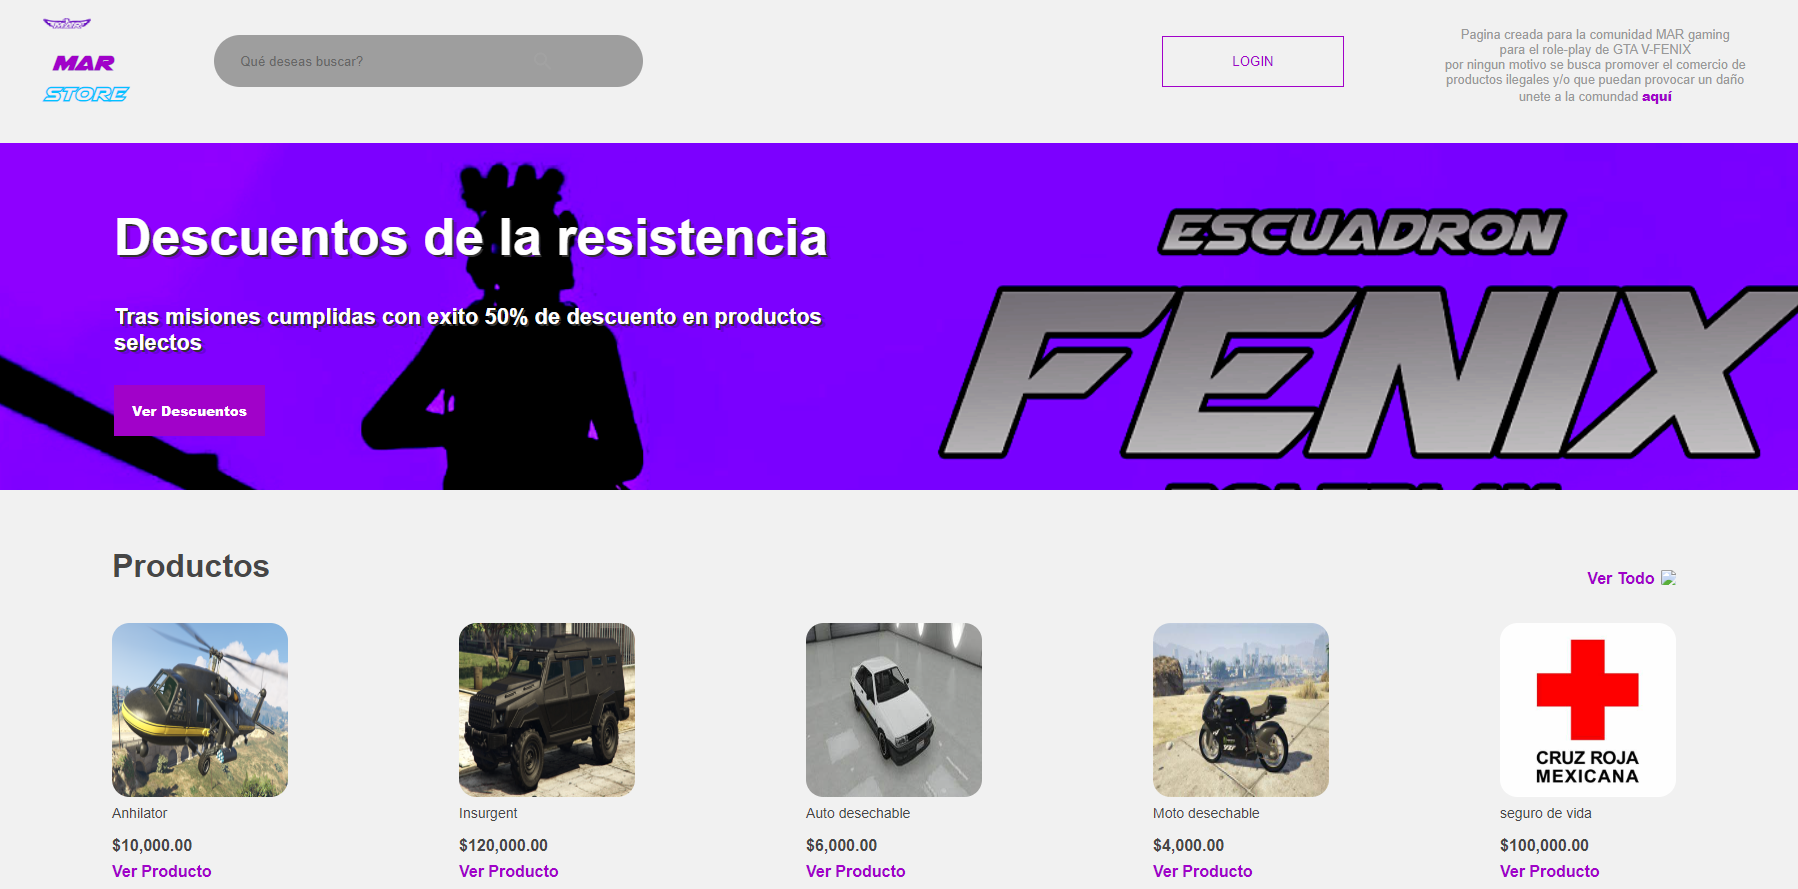 MAR
MAR
STORE
Qué deseas buscar?
LOGIN
Pagina creada para la comunidad MAR gaming
para el role-play de GTA V-FENIX
por ningun motivo se busca promover el comercio de
productos ilegales y/o que puedan provocar un daño
unete a la comundad aquí
Descuentos de la resistencia
Tras misiones cumplidas con exito 50% de descuento en productos
selectos
Ver Descuentos
ESCUADRON
FENIX
Productos
Ver Todo
CRUZ ROJA
MEXICANA
Anhilator
Insurgent
Auto desechable
Moto desechable
seguro de vida
$10,000.00
$120,000.00
$6,000.00
$4,000.00
$100,000.00
Ver Producto
Ver Producto
Ver Producto
Ver Producto
Ver Producto